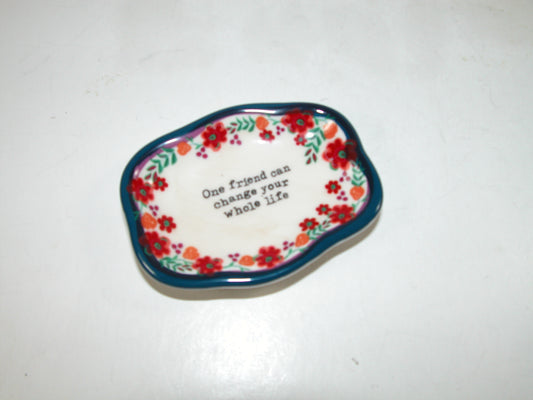 One friend can
change your
whole life